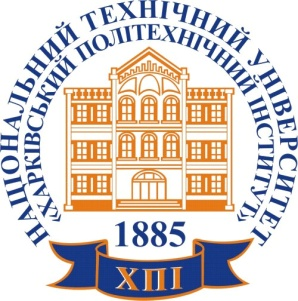 НАЦІОНАЛЬНИЙ ТЕХНІЧНИЙ УНІВЕРСИТЕТ
«ХАРКІВСЬКИЙ ПОЛІТЕХНІЧНИЙ ІНСТИТУТ»
1885
ХПІ